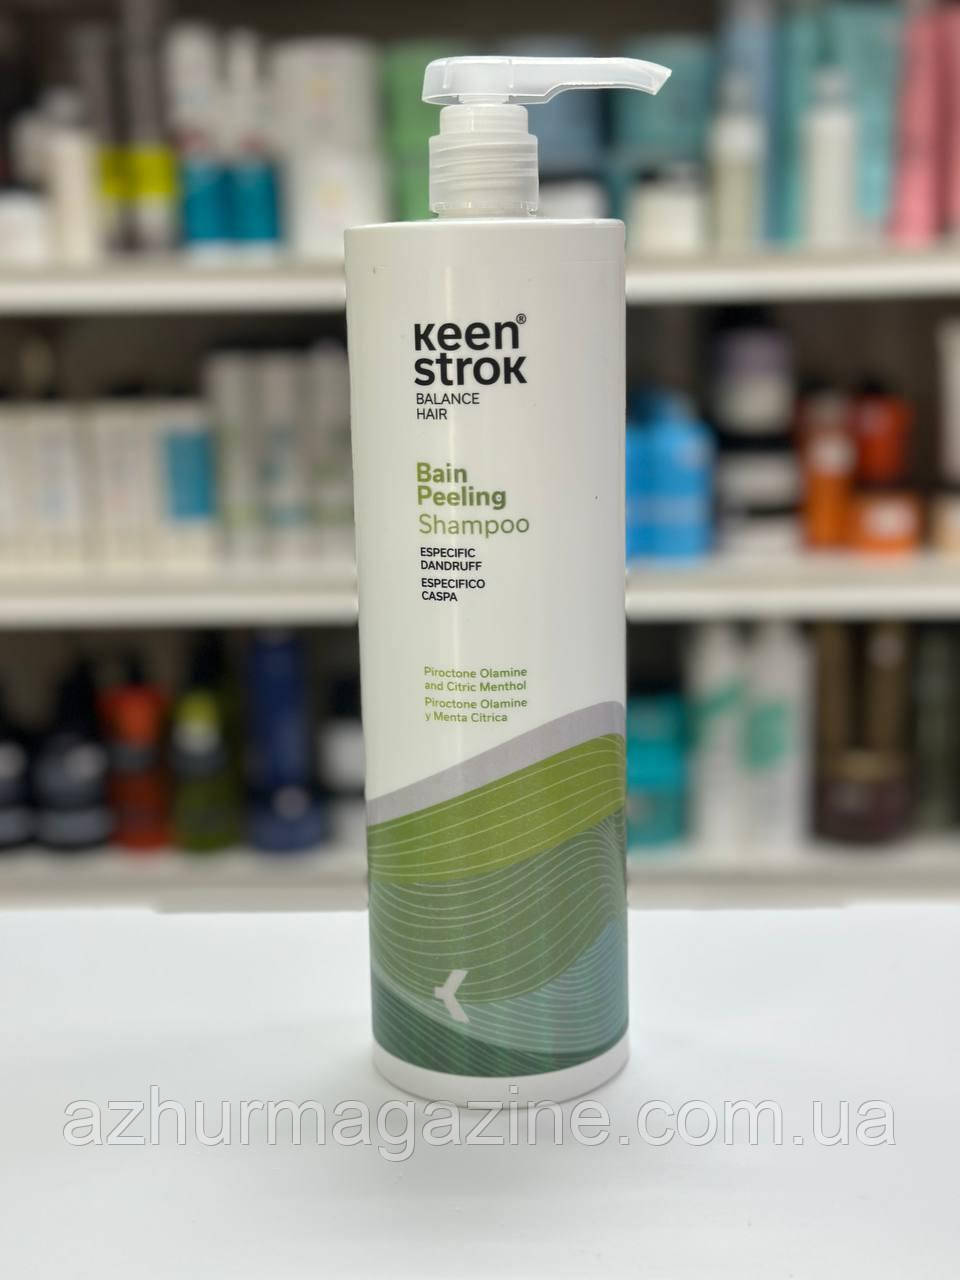 Keen®
Strok
BALANCE
HAIR
Bain
Peeling
Shampoo
ESPECIFIC
DANDRUFF
ESPECIFICO
CASPA
Piroctone Olamine
and Citric Menthol
Piroctone Olamine
y Menta Cítrica
azhurmagazine.com.ua